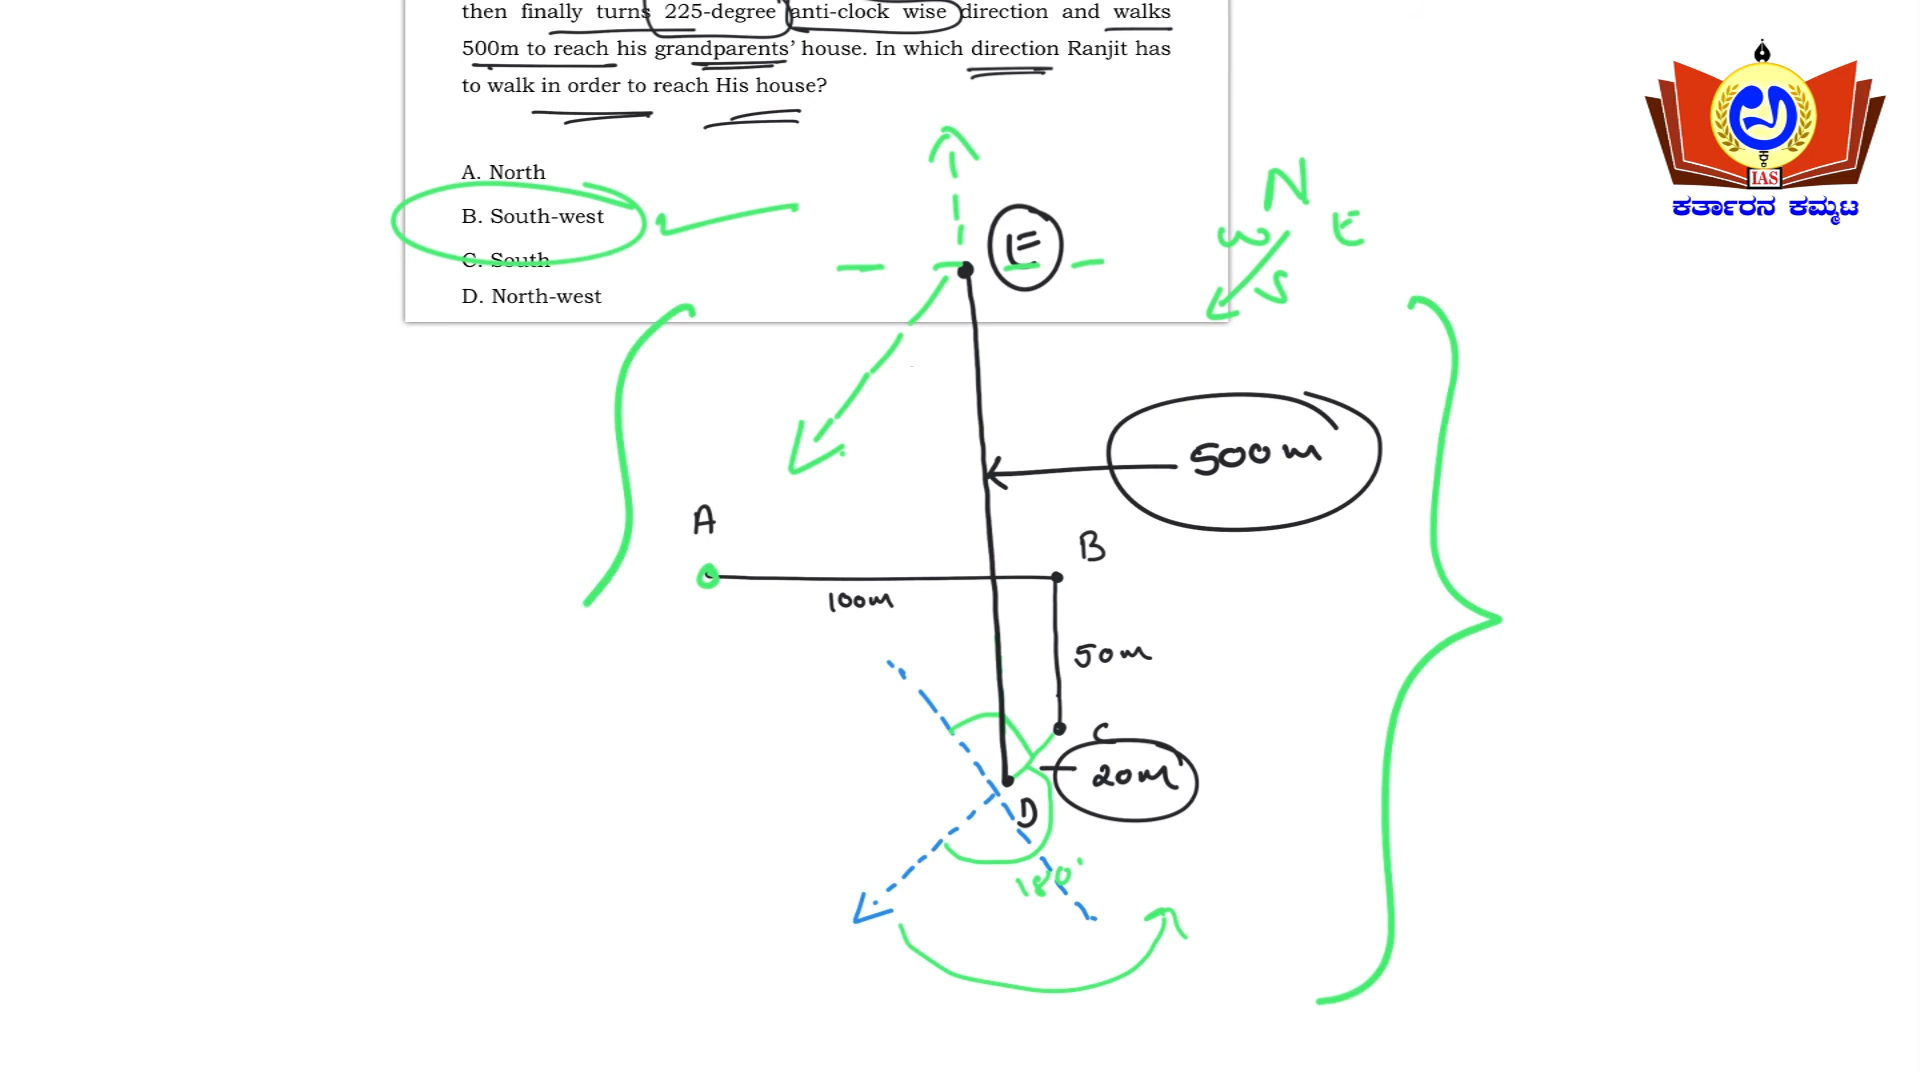 then finally turns 225-degree anti-clock wise direction and walks
500m to reach his grandparents' house. In which direction Ranjit has
to walk in order to reach His house?
A. North
B. South-west
C. South
D. North-west
N
W E
S
E
500m
A
B
100m
50m
C
20m
D
180°
IAS
ಕರ್ತಾರನ ಕಮ್ಮಟ